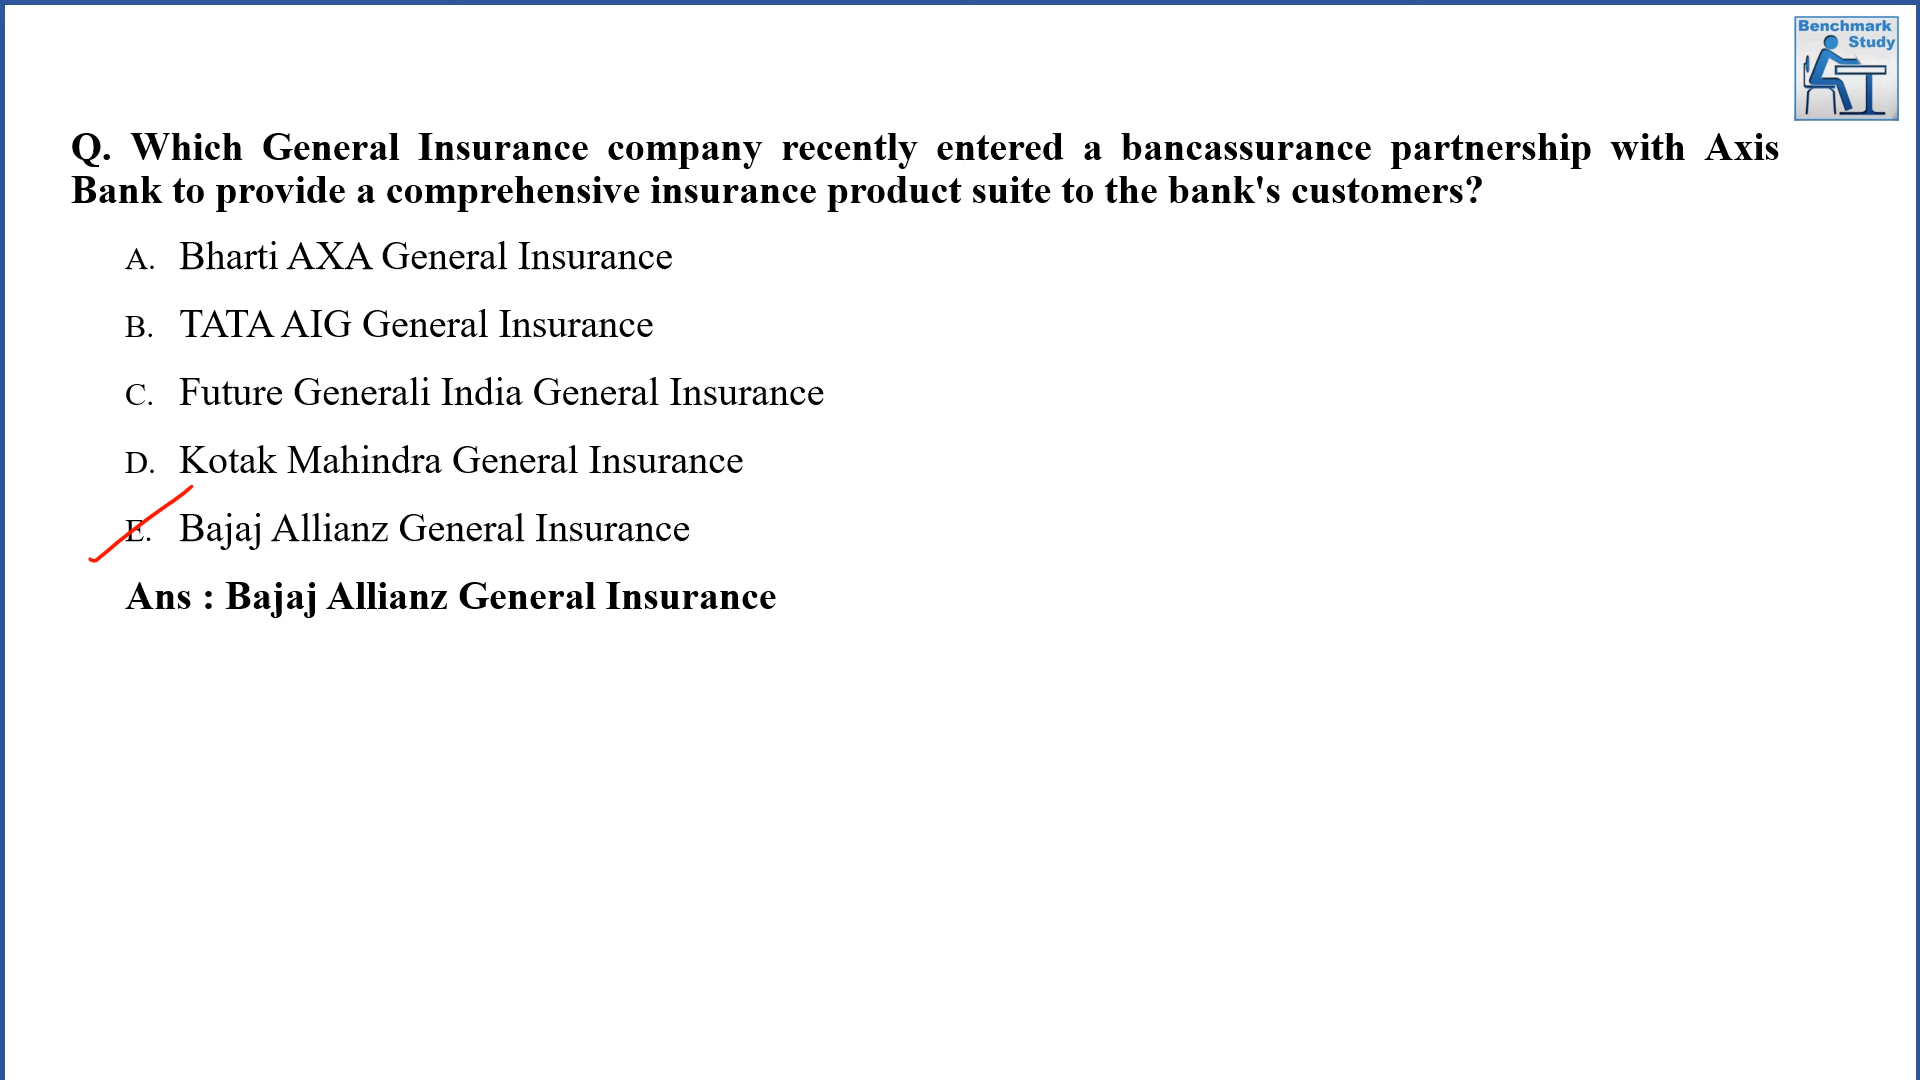 Benchmark
Study
Q. Which General Insurance company recently entered a bancassurance partnership with Axis
Bank to provide a comprehensive insurance product suite to the bank's customers?
A. Bharti AXA General Insurance
B. TATA AIG General Insurance
C. Future Generali India General Insurance
D. Kotak Mahindra General Insurance
E. Bajaj Allianz General Insurance
Ans : Bajaj Allianz General Insurance